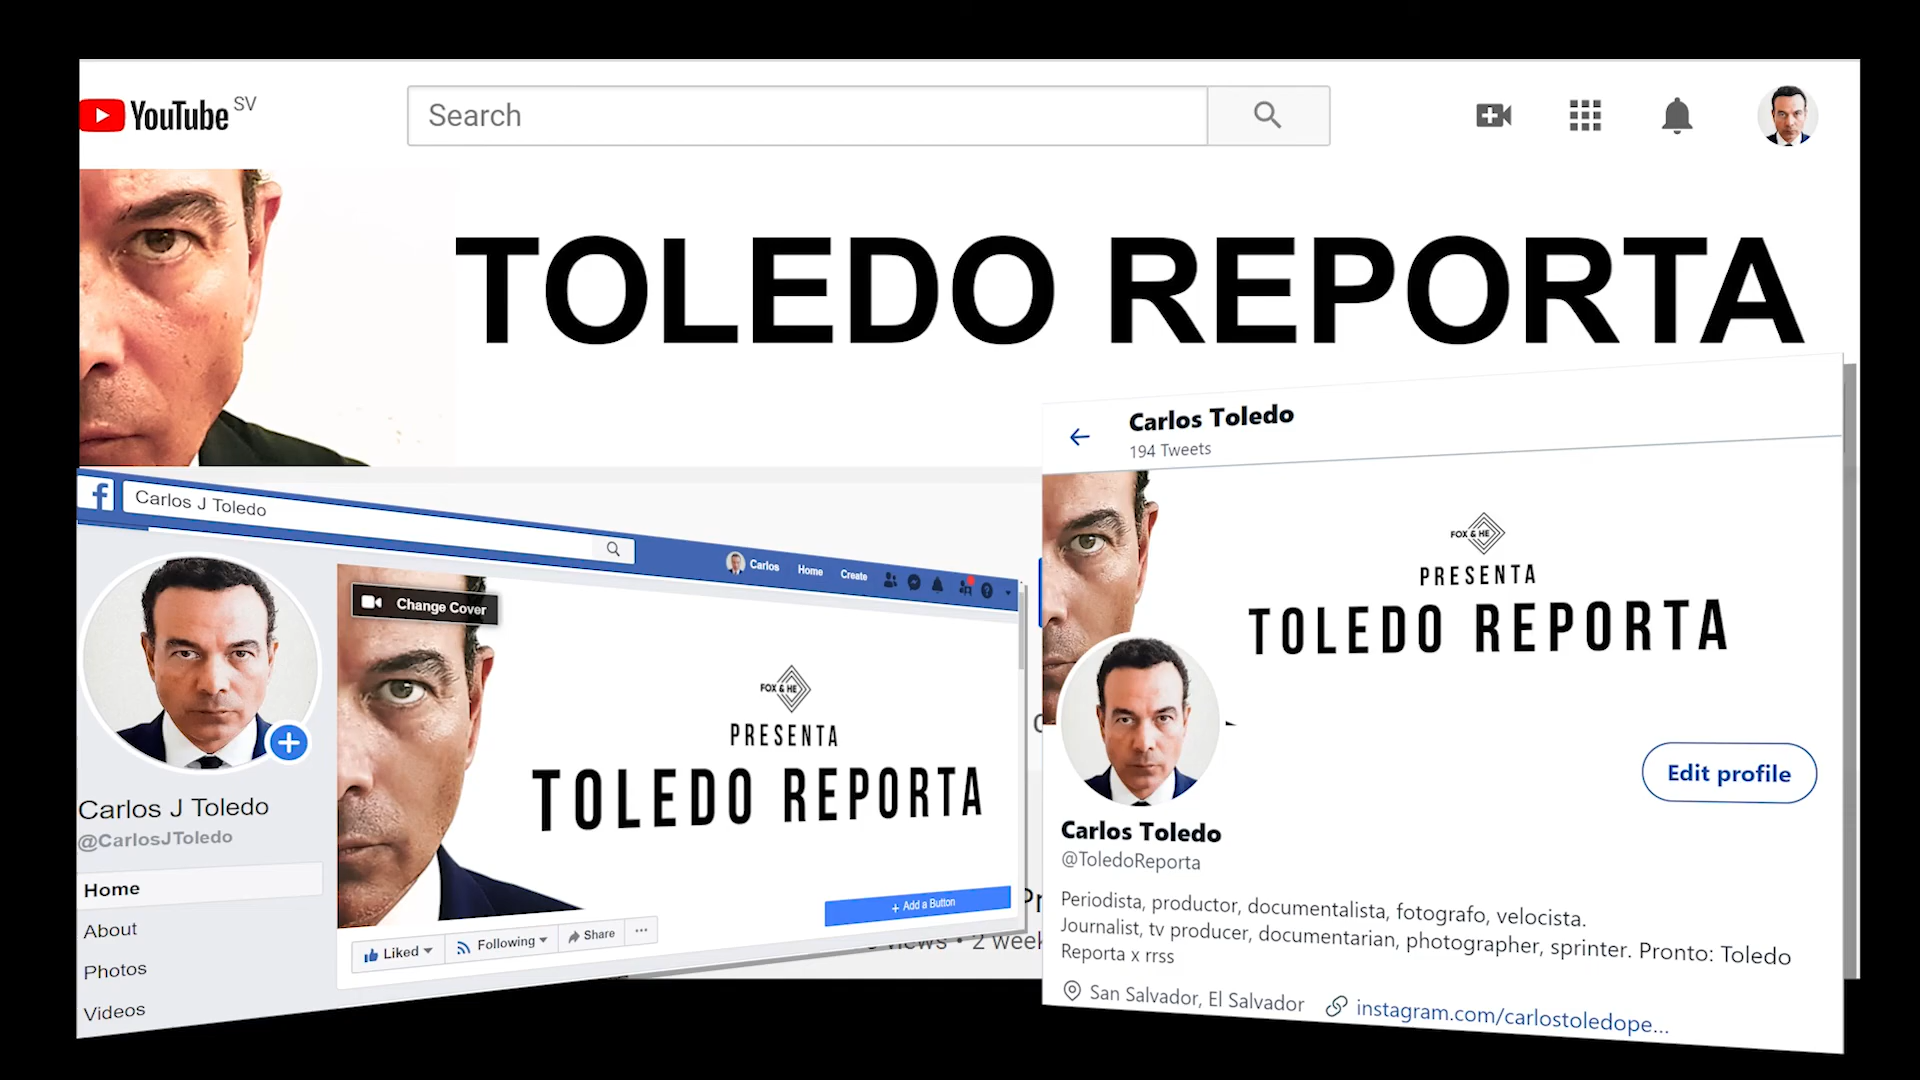 YouTube SV
Search
TOLEDO REPORTA
Carlos J Toledo
Carlos Home Create
Change Cover
FOX & HE
PRESENTA
TOLEDO REPORTA
Carlos J Toledo
@CarlosJToledo
Home
About
Photos
Videos
+ Add a Button
Liked Following Share ...
views • 2 week
Carlos Toledo
194 Tweets
FOX & HE
PRESENTA
TOLEDO REPORTA
Edit profile
Carlos Toledo
@ToledoReporta
Periodista, productor, documentalista, fotografo, velocista.
Journalist, tv producer, documentarian, photographer, sprinter. Pronto: Toledo
Reporta x rrss
San Salvador, El Salvador instagram.com/carlostoledope...